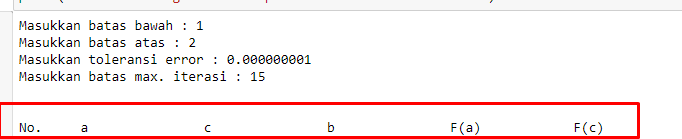 Masukkan batas bawah : 1
Masukkan batas atas : 2
Masukkan toleransi error : 0.000000001
Masukkan batas max. iterasi : 15
No. a c b F(a) F(c)